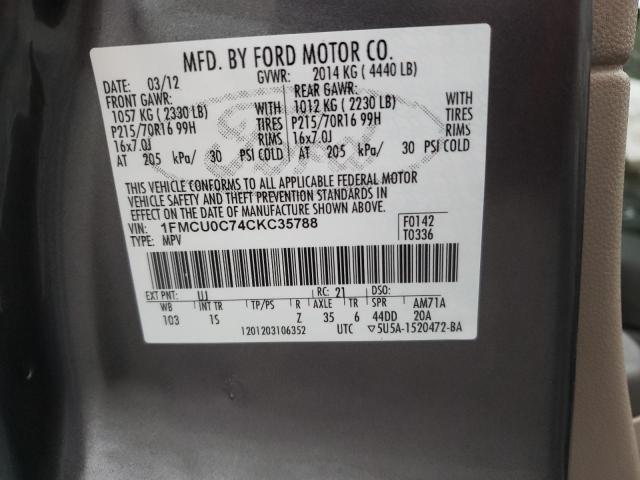 MFD. BY FORD MOTOR CO.
DATE: 03/12 GVWR: 2014 KG ( 4440 LB)
FRONT GAWR: REAR GAWR:
1057 KG ( 2330 LB) WITH 1012 KG ( 2230 LB) WITH
P215/70R16 99H TIRES P215/70R16 99H TIRES
16x7.0J RIMS 16x7.0J RIMS
AT 205 kPa/ 30 PSI COLD AT 205 kPa/ 30 PSI COLD
THIS VEHICLE CONFORMS TO ALL APPLICABLE FEDERAL MOTOR
VEHICLE SAFETY AND THEFT PREVENTION STANDARDS IN
EFFECT ON THE DATE OF MANUFACTURE SHOWN ABOVE.
VIN: 1FMCU0C74CKC35788 F0142
TYPE: MPV T0336
EXT PNT: UJ RC: 21 DSO:
WB INT TR TP/PS R AXLE TR SPR AM71A
103 1S Z 35 6 44DD 20A
1201203106352 UTC ▽5U5A-1520472-BA
Ford